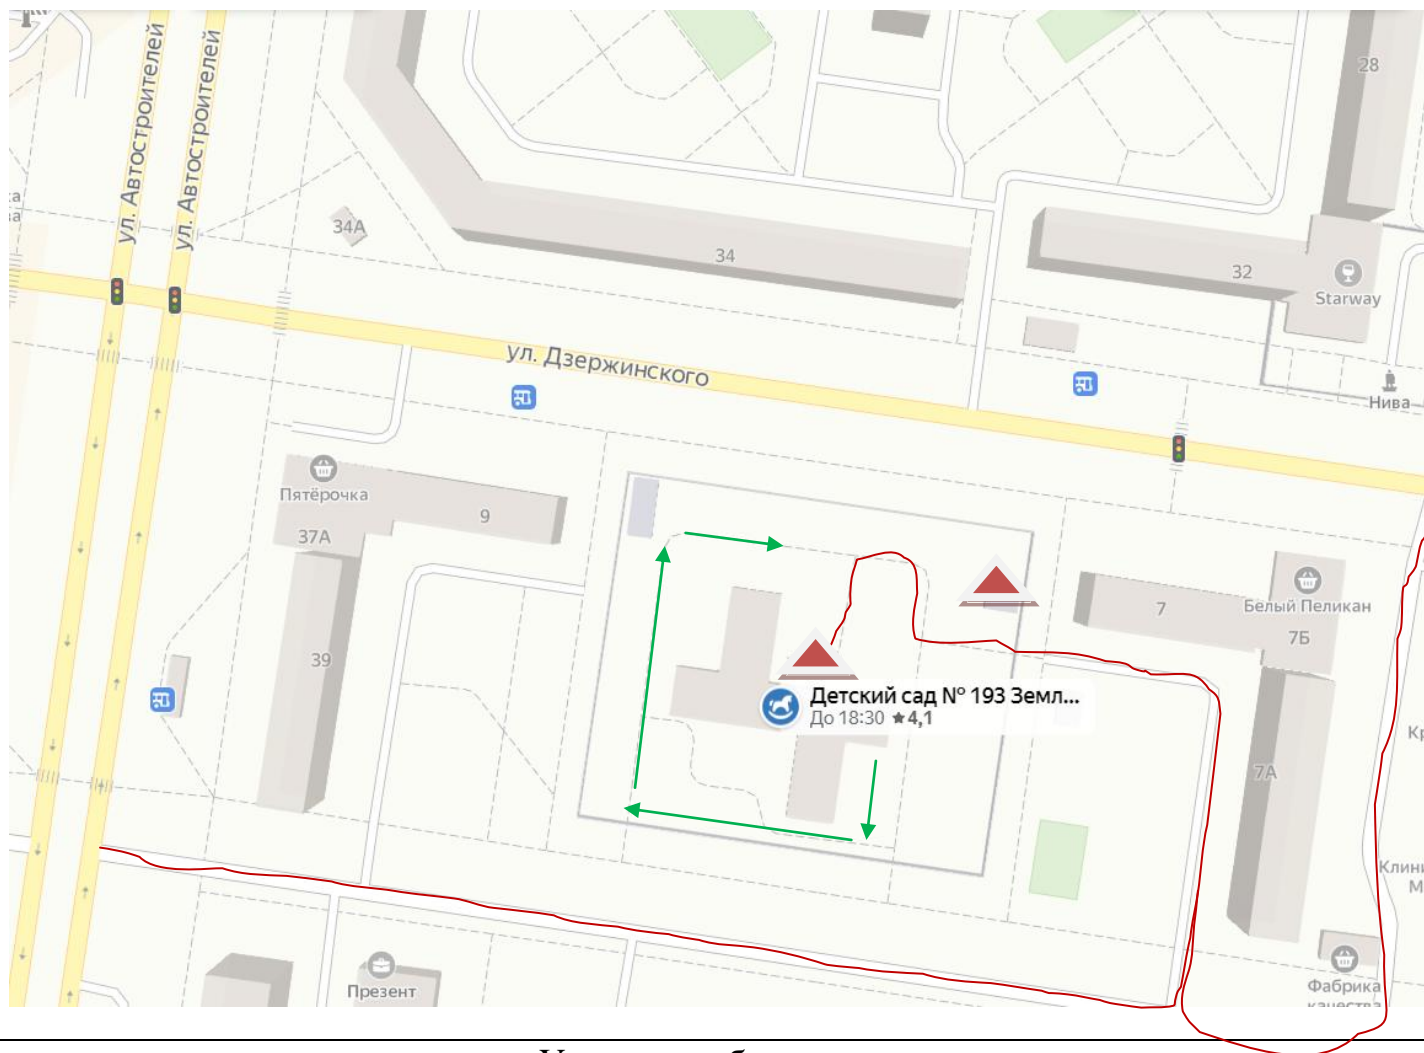 28
ул. Автостроителей
ул. Автостроителей
34А
34
32
Starway
ул. Дзержинского
Нива
Пятёрочка
9
37А
Белый Пеликан
7
7Б
39
Детский сад № 193 Земл...
До 18:30 ★4,1
7А
Фабрика
качества
Презент